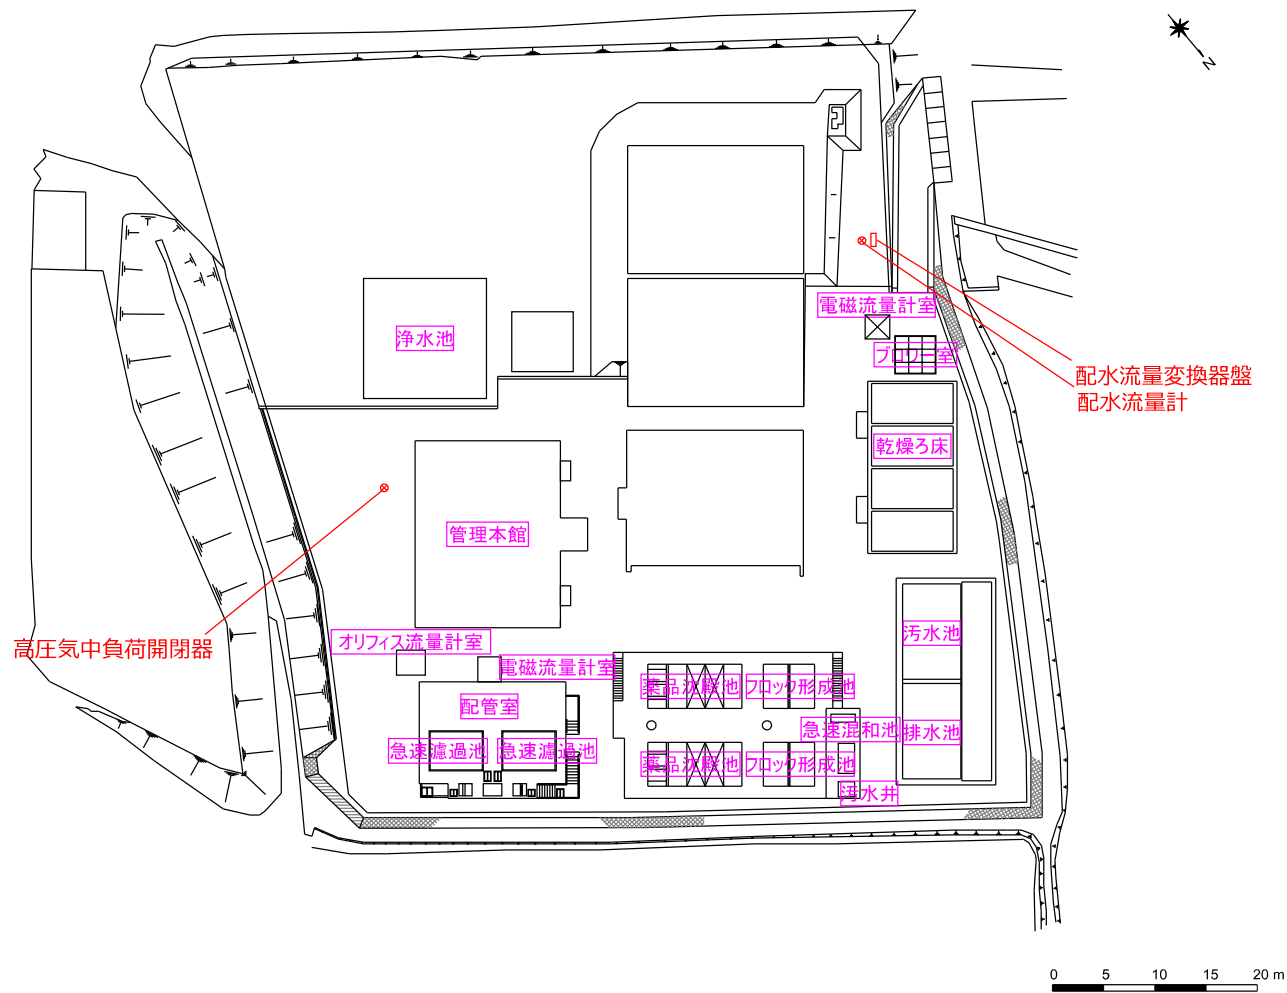 N
電磁流量計室
浄水池
ブロワー室
配水流量変換器盤
配水流量計
乾燥ろ床
管理本館
高圧気中負荷開閉器
オリフィス流量計室
電磁流量計室
汚水池
配管室
薬品沈殿池
フロック形成池
急速混和池
排水池
急速濾過池
急速濾過池
薬品沈殿池
フロック形成池
汚水井
0 5 10 15 20 m